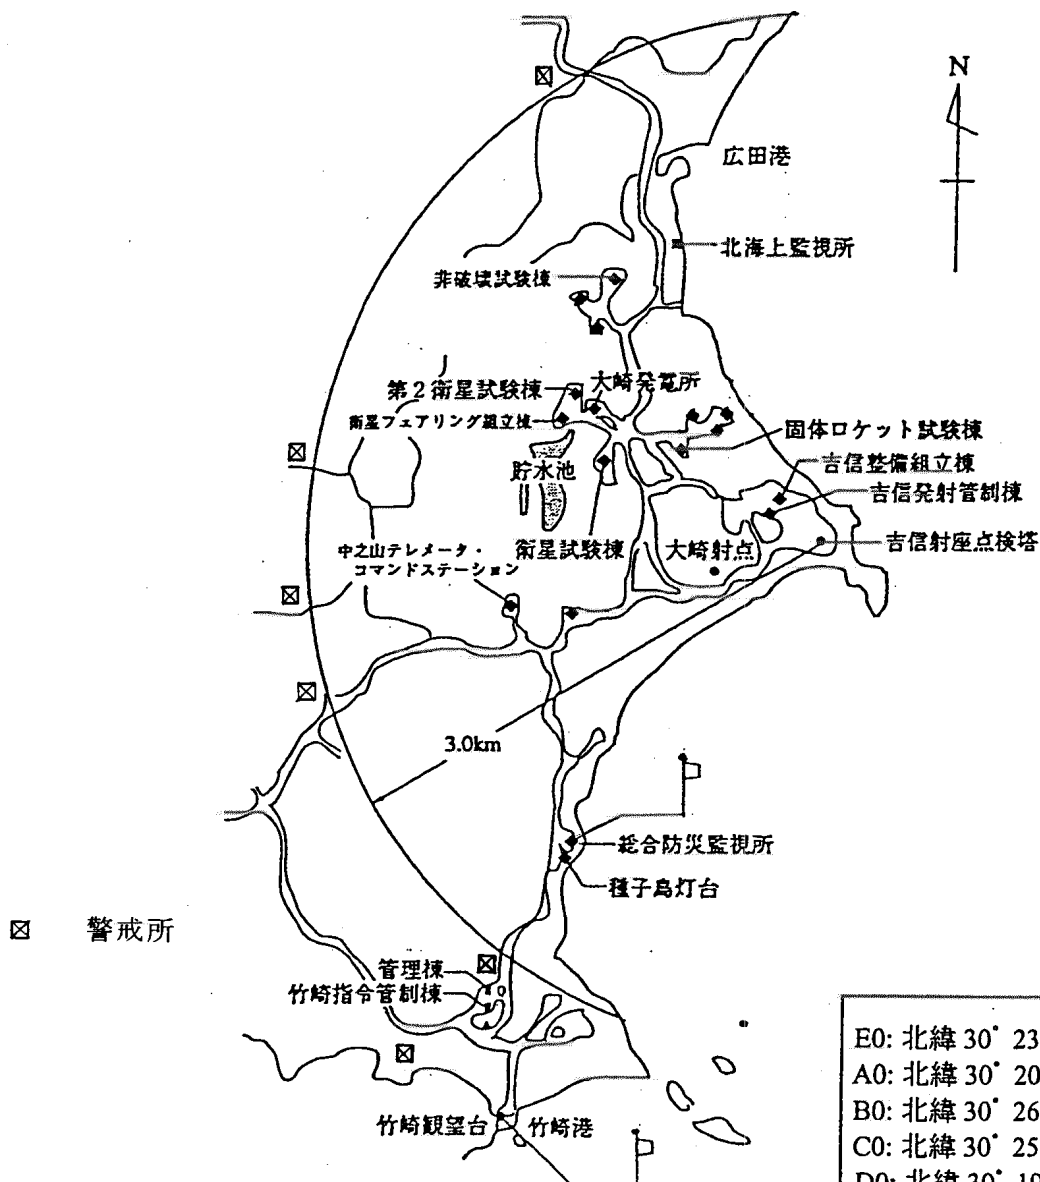 N
広田港
北海上監視所
非破壊試験棟
大崎発電所
第2衛星試験棟
衛星フェアリング組立棟
固体ロケット試験棟
吉信整備組立棟
貯水池
吉信発射管制棟
衛星試験棟
大崎射点
吉信射座点検塔
中之山テレメータ・
コマンドステーション
3.0km
総合防災監視所
種子島灯台
警戒所
管理棟
竹崎指令管制棟
竹崎観望台
竹崎港
E0: 北緯 30° 23
A0: 北緯 30° 20
B0: 北緯 30° 26
C0: 北緯 30° 25
D0: 北緯 30° 19